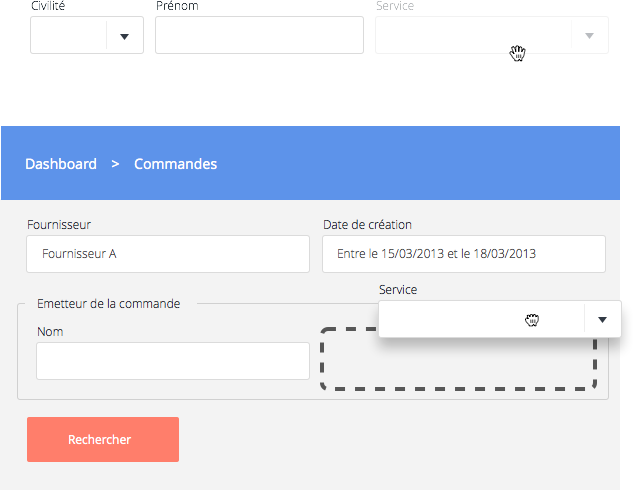 Civilité Prénom Service
Dashboard > Commandes
Fournisseur Date de création
Fournisseur A Entre le 15/03/2013 et le 18/03/2013
Service
Emetteur de la commande
Nom
Rechercher